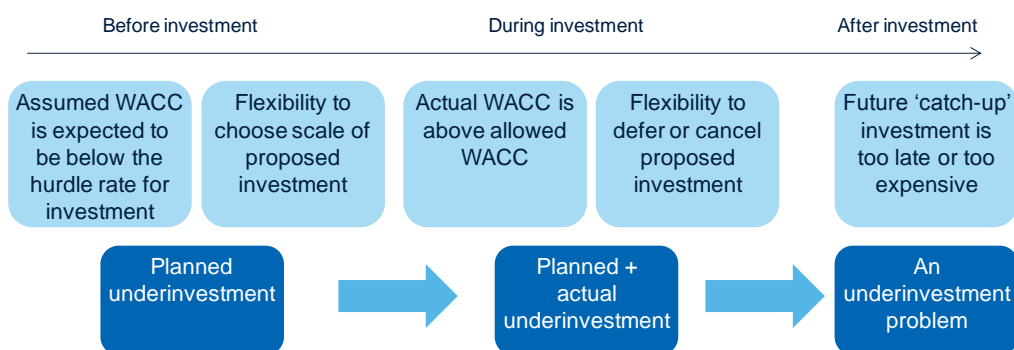 Before investment
During investment
After investment
Assumed WACC
is expected to
be below the
hurdle rate for
investment
Flexibility to
choose scale of
proposed
investment
Actual WACC is
above allowed
WACC
Flexibility to
defer or cancel
proposed
investment
Future ‘catch-up’
investment is
too late or too
expensive
Planned
underinvestment
Planned +
actual
underinvestment
An
underinvestment
problem